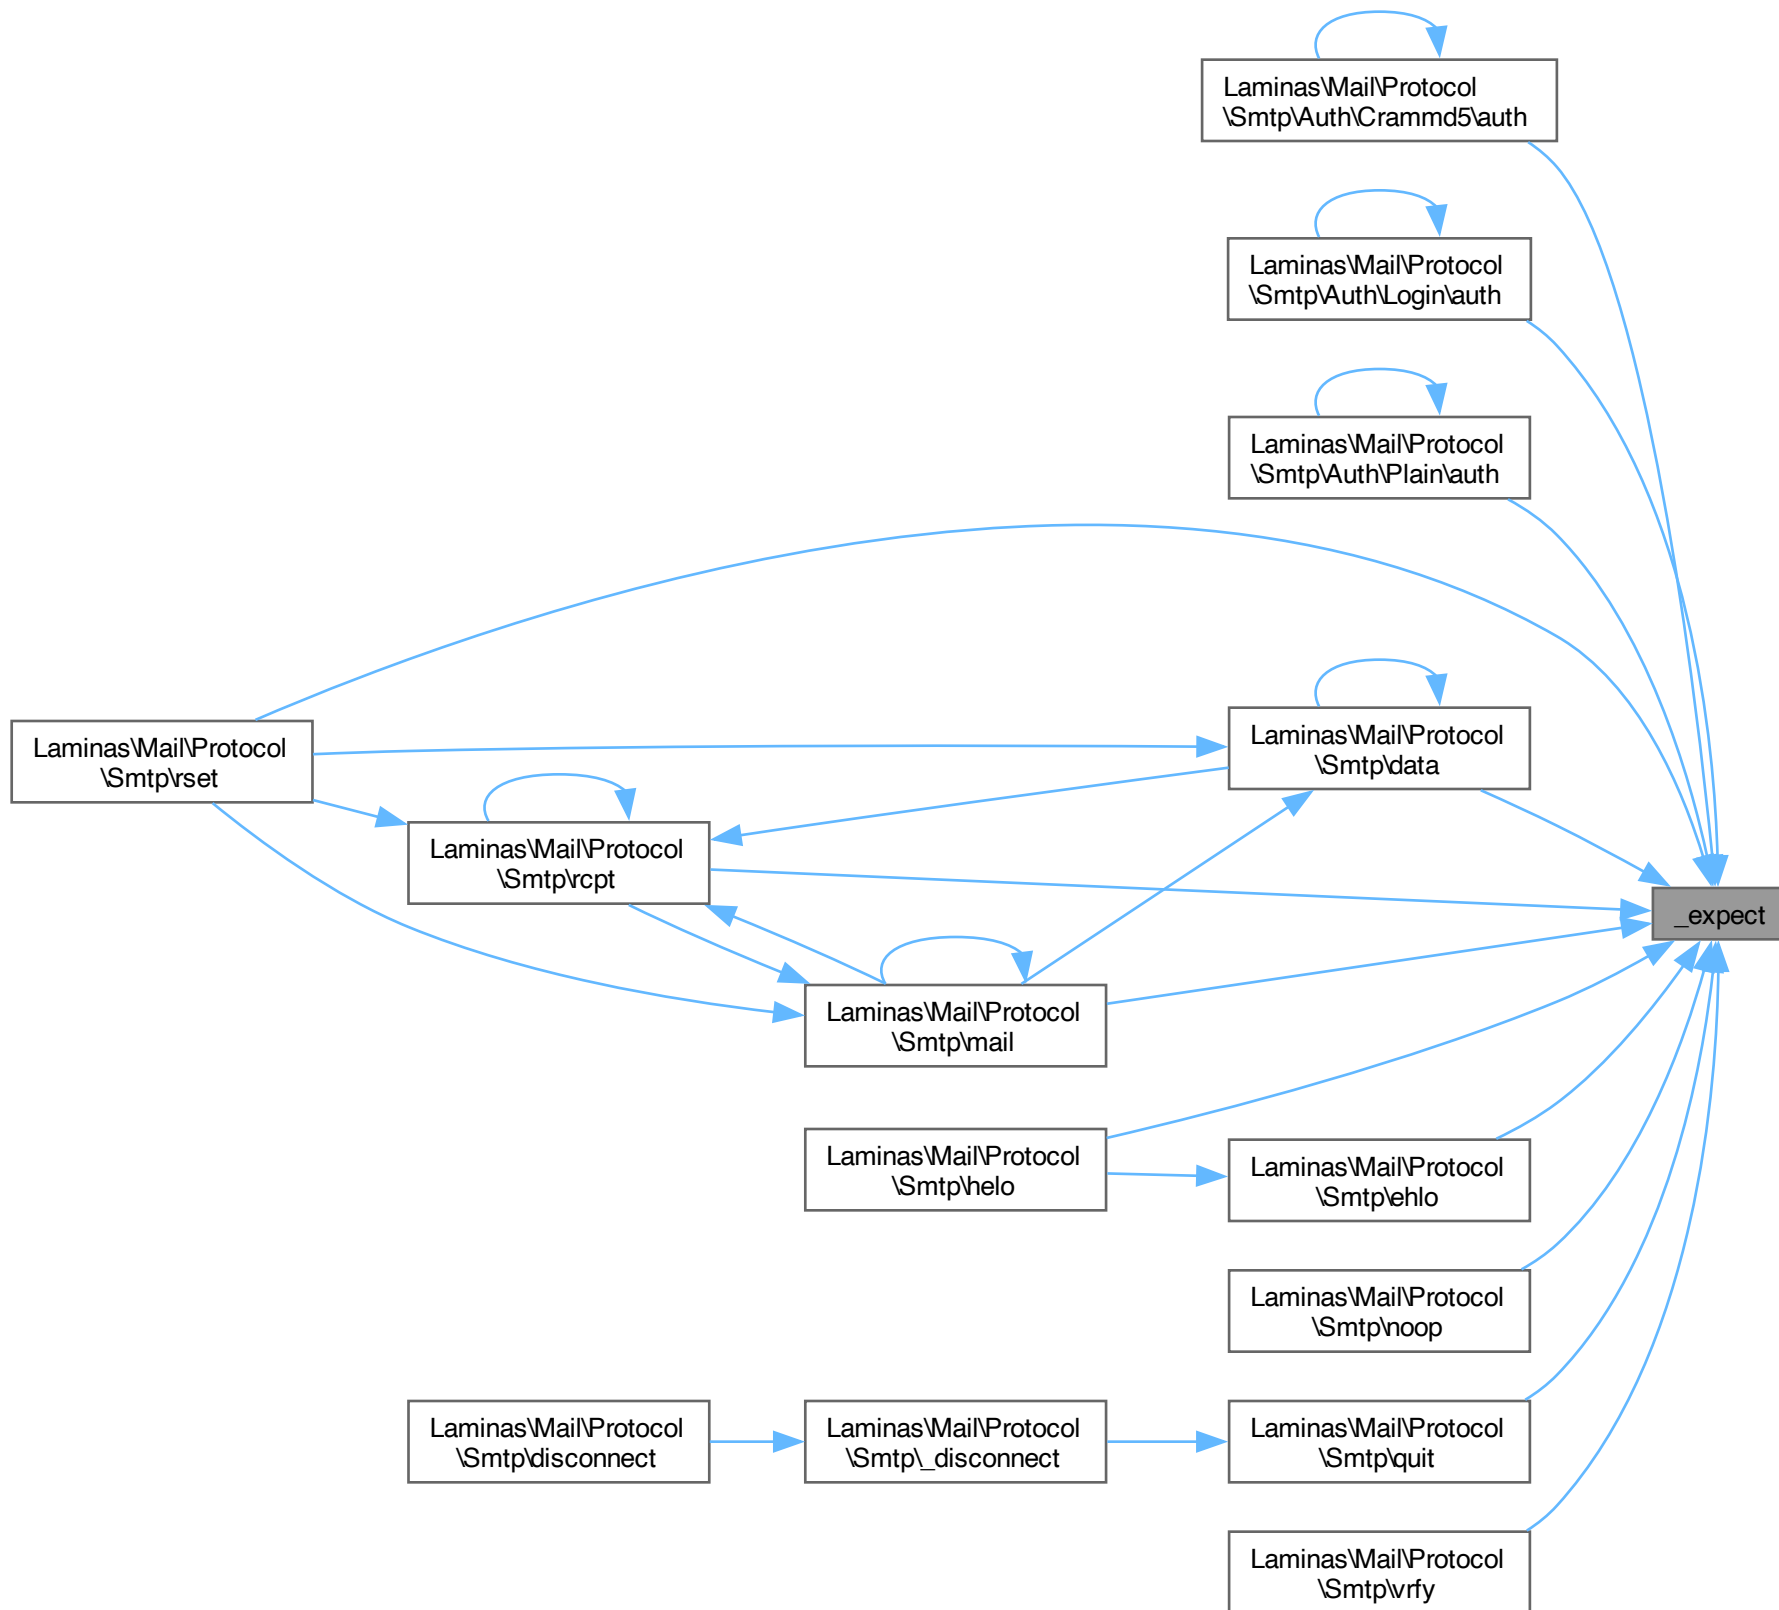 Laminas\Mail\Protocol
\Smtp\Auth\Crammd5\auth
Laminas\Mail\Protocol
\Smtp\Auth\Login\auth
Laminas\Mail\Protocol
\Smtp\Auth\Plain\auth
Laminas\Mail\Protocol
\Smtp\rset
Laminas\Mail\Protocol
\Smtp\data
Laminas\Mail\Protocol
\Smtp\rcpt
_expect
Laminas\Mail\Protocol
\Smtp\mail
Laminas\Mail\Protocol
\Smtp\helo
Laminas\Mail\Protocol
\Smtp\ehlo
Laminas\Mail\Protocol
\Smtp\noop
Laminas\Mail\Protocol
\Smtp\disconnect
Laminas\Mail\Protocol
\Smtp\_disconnect
Laminas\Mail\Protocol
\Smtp\quit
Laminas\Mail\Protocol
\Smtp\vrfy